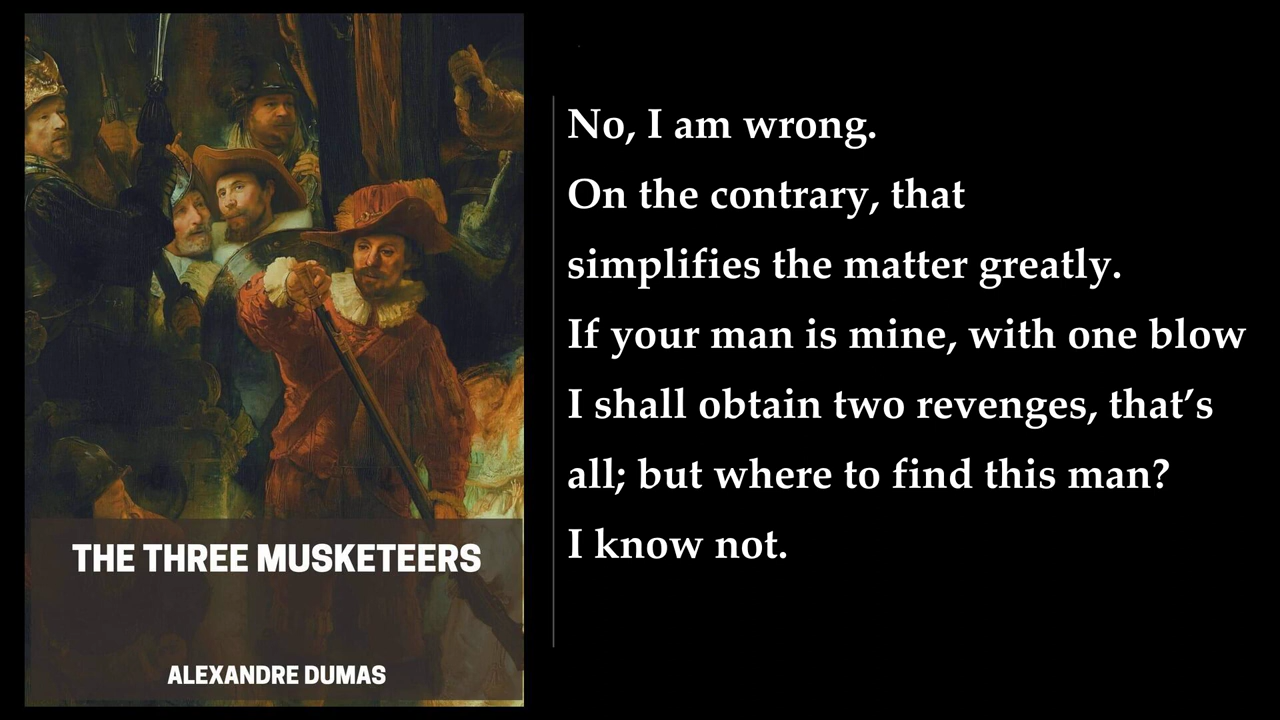 THE THREE MUSKETEERS
ALEXANDRE DUMAS
No, I am wrong.
On the contrary, that
simplifies the matter greatly.
If your man is mine, with one blow
I shall obtain two revenges, that’s
all; but where to find this man?
I know not.